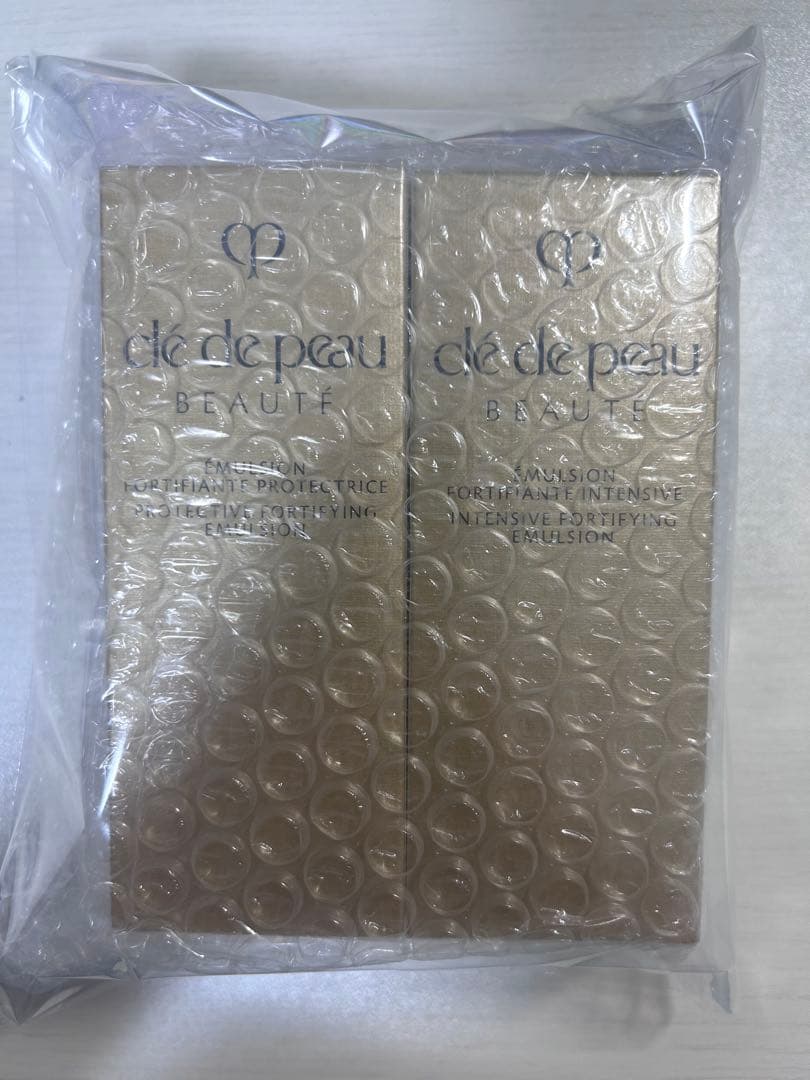 clé de peau
BEAUTÉ
ÉMULSION
FORTIFIANTE PROTECTRICE
PROTECTIVE FORTIFYING
EMULSION
clé de peau
BEAUTÉ
ÉMULSION
FORTIFIANTE INTENSIVE
INTENSIVE FORTIFYING
EMULSION